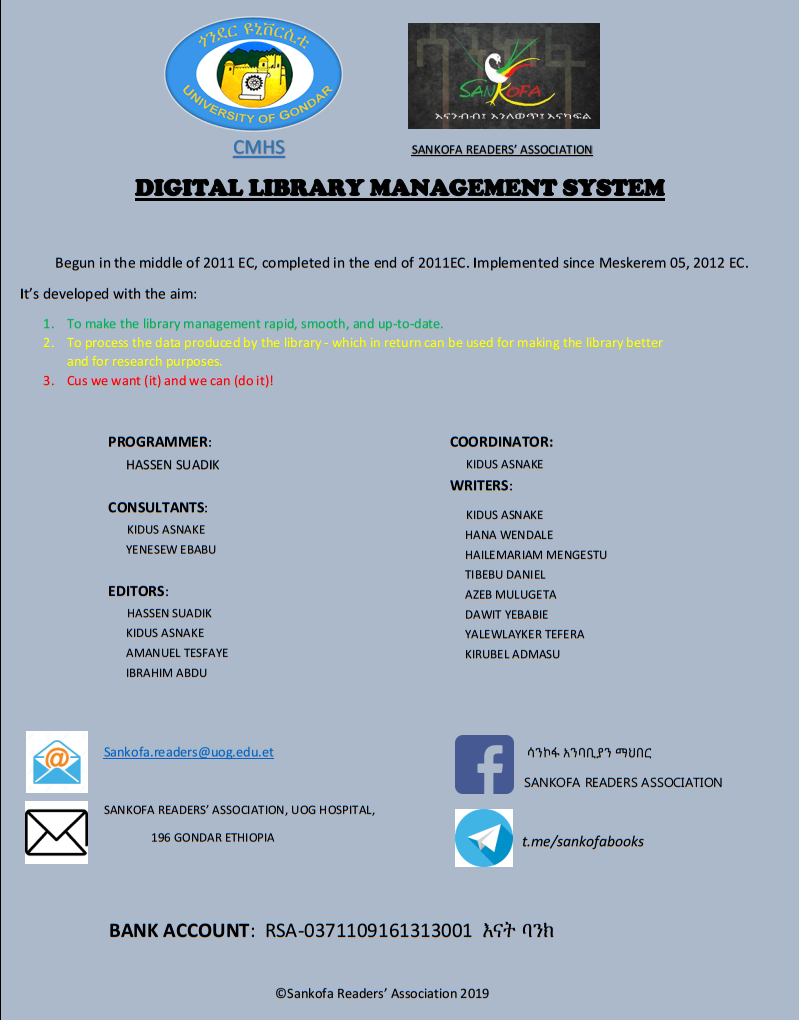 ጎንደር ዩኒቨርሲቲ
UNIVERSITY OF GONDAR
CMHS
SANKOFA
እናንብብ፤ እንለወጥ፤ እናካፍል
SANKOFA READERS’ ASSOCIATION
DIGITAL LIBRARY MANAGEMENT SYSTEM
Begun in the middle of 2011 EC, completed in the end of 2011EC. Implemented since Meskerem 05, 2012 EC.
It’s developed with the aim:
1. To make the library management rapid, smooth, and up-to-date.
2. To process the data produced by the library - which in return can be used for making the library better
and for research purposes.
3. Cus we want (it) and we can (do it)!
PROGRAMMER:
HASSEN SUADIK
CONSULTANTS:
KIDUS ASNAKE
YENESEW EBABU
EDITORS:
HASSEN SUADIK
KIDUS ASNAKE
AMANUEL TESFAYE
IBRAHIM ABDU
COORDINATOR:
KIDUS ASNAKE
WRITERS:
KIDUS ASNAKE
HANA WENDALE
HAILEMARIAM MENGESTU
TIBEBU DANIEL
AZEB MULUGETA
DAWIT YEBABIE
YALEWLAYKER TEFERA
KIRUBEL ADMASU
Sankofa.readers@uog.edu.et
SANKOFA READERS’ ASSOCIATION, UOG HOSPITAL,
196 GONDAR ETHIOPIA
ሳንኮፋ አንባቢያን ማህበር
SANKOFA READERS ASSOCIATION
t.me/sankofabooks
BANK ACCOUNT: RSA-0371109161313001 እናት ባንክ
©Sankofa Readers’ Association 2019